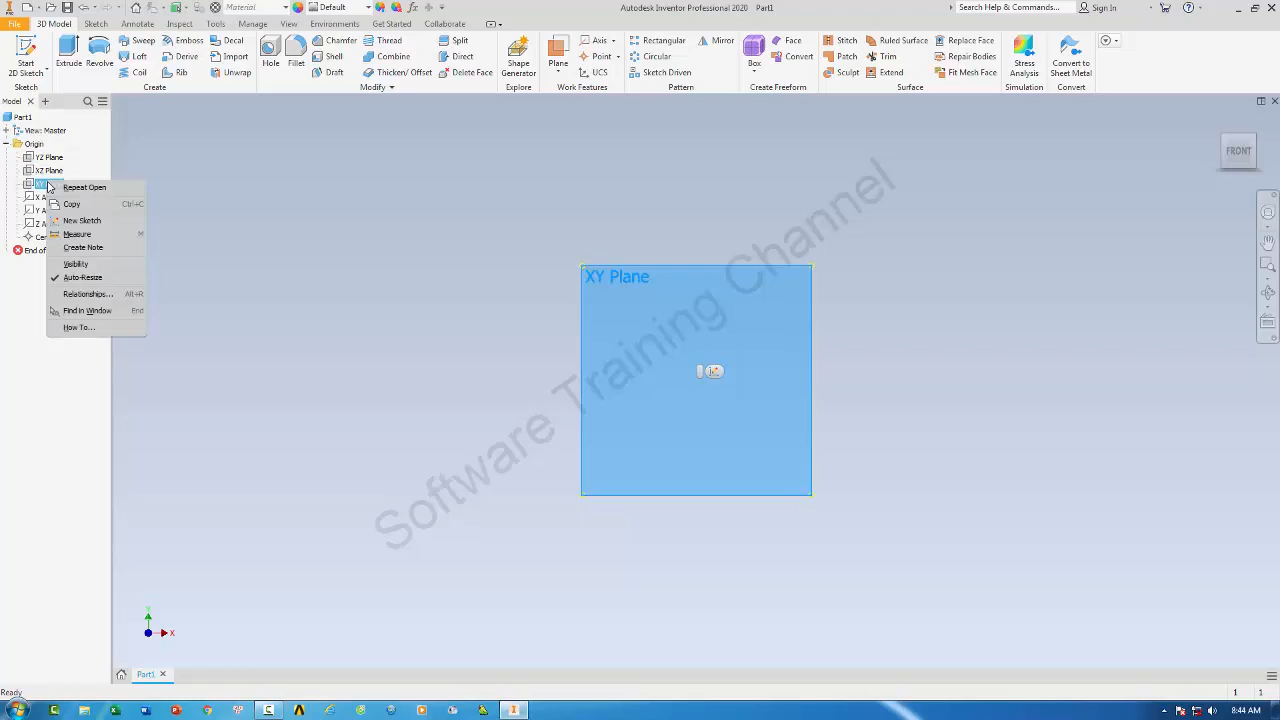 Material Default Autodesk Inventor Professional 2020 Part1 Search Help & Commands... Sign In
File 3D Model Sketch Annotate Inspect Tools Manage View Environments Get Started Collaborate
Start 2D Sketch Extrude Revolve Sweep Emboss Decal Hole Fillet Chamfer Thread Split Shape Generator Plane Axis Rectangular Mirror Box Face Stitch Ruled Surface Replace Face Stress Analysis Convert to Sheet Metal
Loft Derive Import Shell Combine Direct Point Circular Convert Patch Trim Repair Bodies
Coil Rib Unwrap Draft Thicken/ Offset Delete Face UCS Sketch Driven Sculpt Extend Fit Mesh Face
Sketch Create Modify Explore Work Features Pattern Create Freeform Surface Simulation Convert
Model
Part1
View: Master
Origin
YZ Plane
XZ Plane
XY
X A
Y A
Z A
Ce
End of
Repeat Open
Copy Ctrl+C
New Sketch
Measure M
Create Note
Visibility
Auto-Resize
Relationships... Alt+R
Find in Window End
How To...
FRONT
XY Plane
Software Training Channel
Y
X
Part1
Ready 1 1
8:44 AM